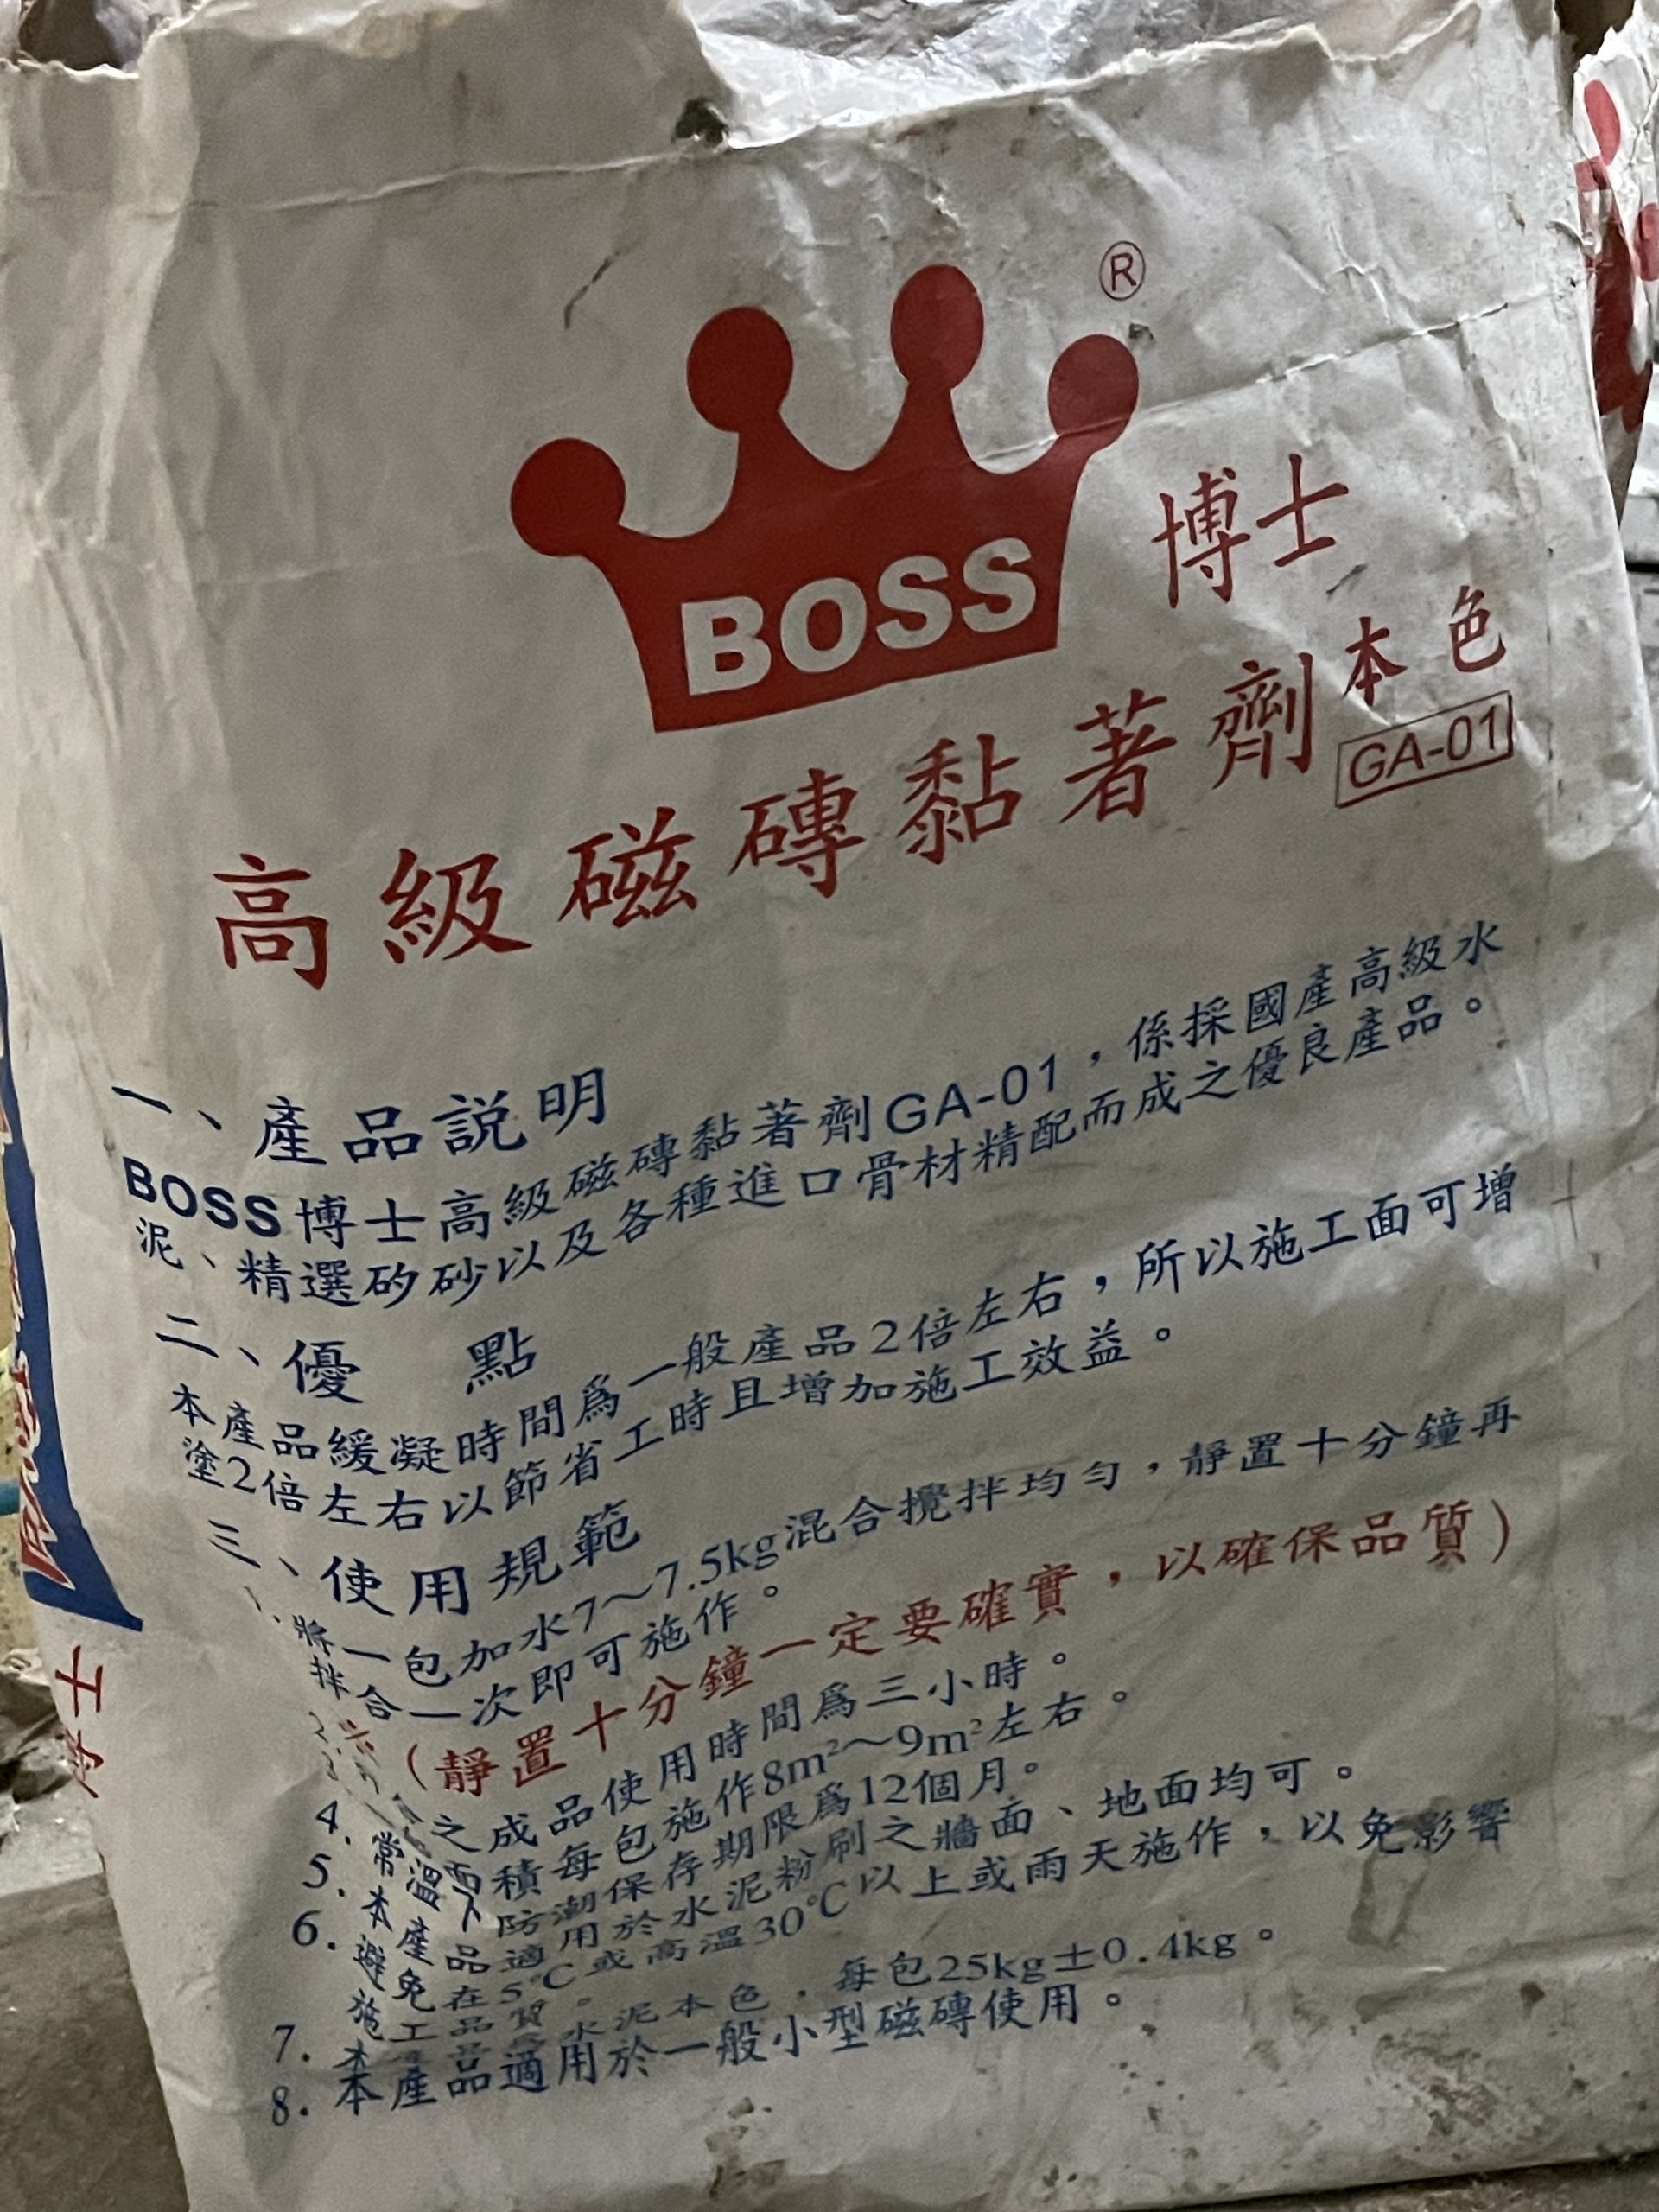 ®
BOSS
博士
高級磁磚黏著劑本色
GA-01
一、產品説明
BOSS博士高級磁磚黏著劑GA-01，係採國產高級水
泥、精選矽砂以及各種進口骨材精配而成之優良產品。
二、優 點
本產品緩凝時間爲一般產品2倍左右，所以施工面可增
塗2倍左右以節省工時且增加施工效益。
三、使用規範
1.將一包加水7～7.5kg混合攪拌均勻，靜置十分鐘再
拌合一次即可施作。
（靜置十分鐘一定要確實，以確保品質）
2. 之成品使用時間爲三小時。
3. 面積每包施作8m²～9m²左右。
4.常溫下防潮保存期限爲12個月。
5.本產品適用於水泥粉刷之牆面、地面均可。
6.避免在5℃或高溫30℃以上或雨天施作，以免影響
施工品質。
7.本 水泥本色，每包25kg±0.4kg。
8.本產品適用於一般小型磁磚使用。
士